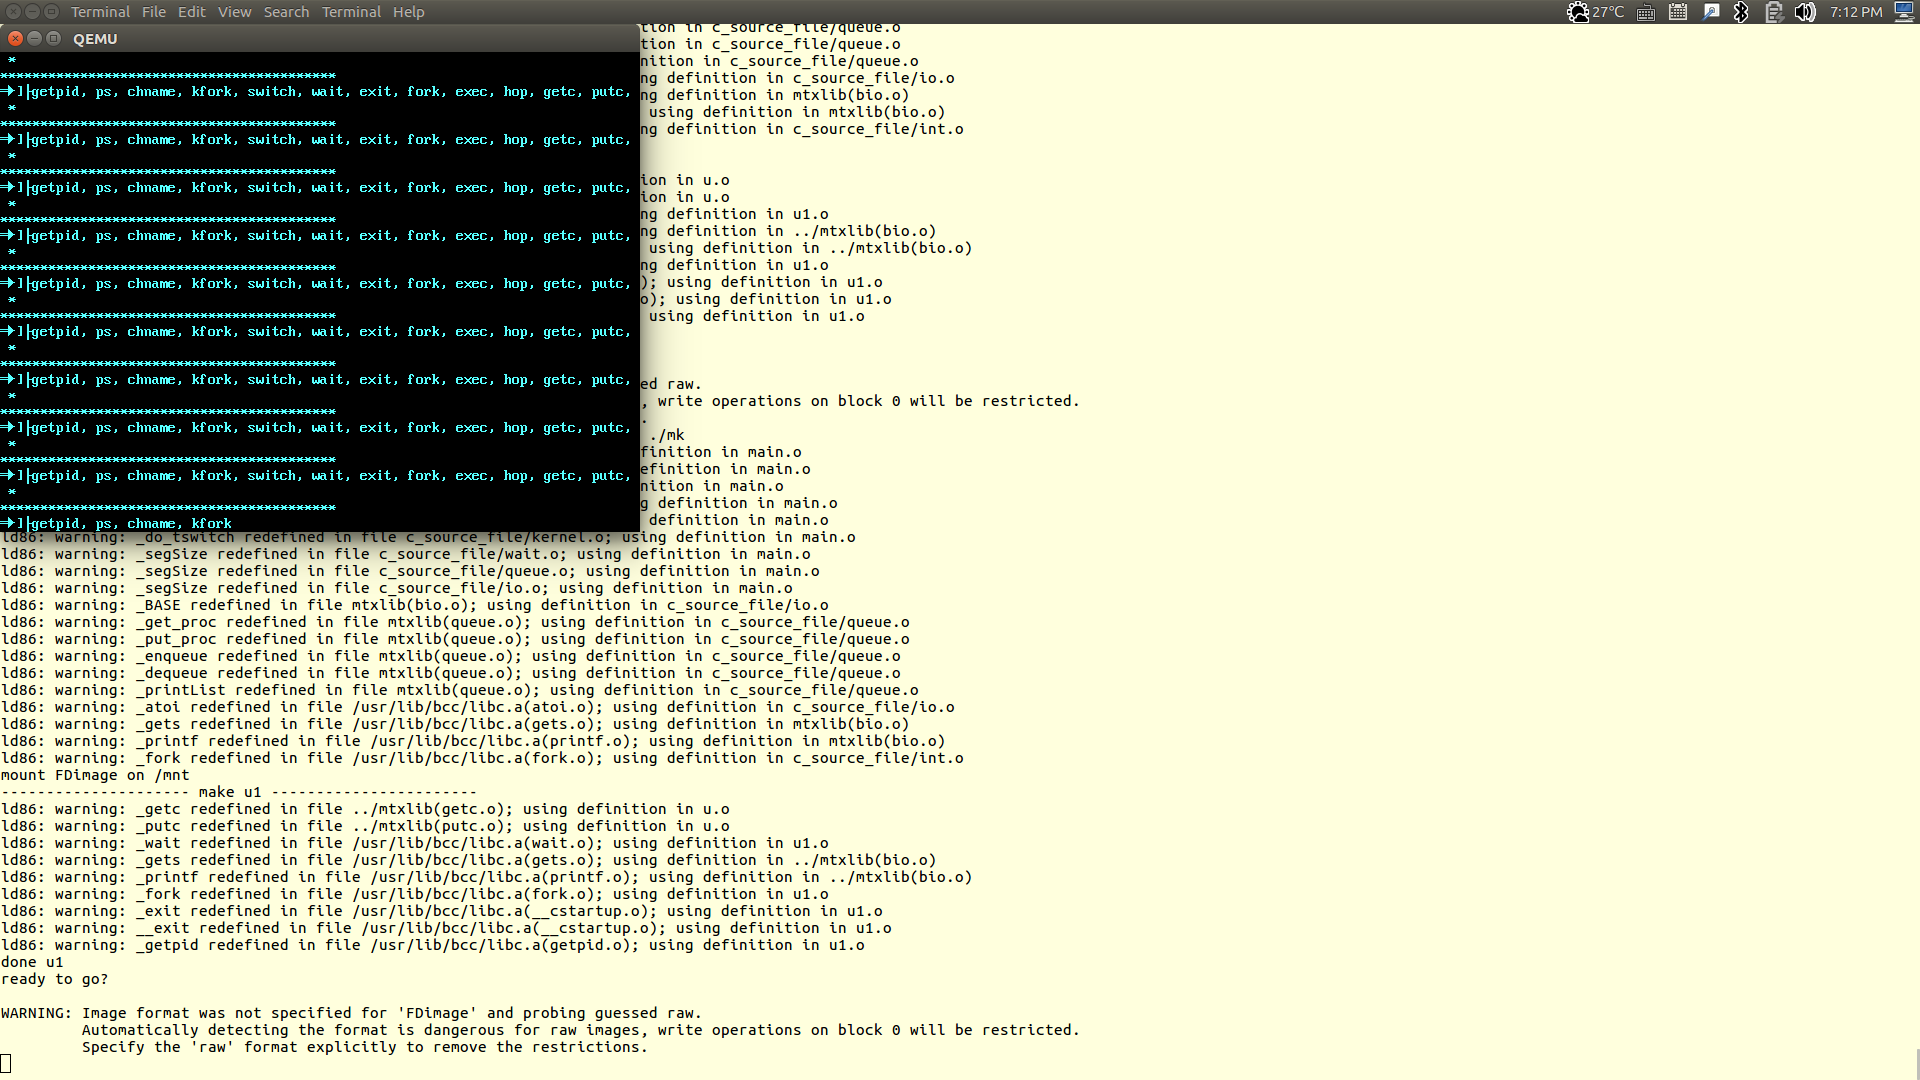 Terminal File Edit View Search Terminal Help 27°C 7:12 PM
QEMU
*
******************************************
getpid, ps, chname, kfork, switch, wait, exit, fork, exec, hop, getc, putc,
*
******************************************
getpid, ps, chname, kfork, switch, wait, exit, fork, exec, hop, getc, putc,
*
******************************************
getpid, ps, chname, kfork, switch, wait, exit, fork, exec, hop, getc, putc,
*
******************************************
getpid, ps, chname, kfork, switch, wait, exit, fork, exec, hop, getc, putc,
*
******************************************
getpid, ps, chname, kfork, switch, wait, exit, fork, exec, hop, getc, putc,
*
******************************************
getpid, ps, chname, kfork, switch, wait, exit, fork, exec, hop, getc, putc,
*
******************************************
getpid, ps, chname, kfork, switch, wait, exit, fork, exec, hop, getc, putc,
*
******************************************
getpid, ps, chname, kfork, switch, wait, exit, fork, exec, hop, getc, putc,
*
******************************************
getpid, ps, chname, kfork, switch, wait, exit, fork, exec, hop, getc, putc,
*
******************************************
getpid, ps, chname, kfork
tion in c_source_file/queue.o
tion in c_source_file/queue.o
nition in c_source_file/queue.o
ng definition in c_source_file/io.o
ng definition in mtxlib(bio.o)
using definition in mtxlib(bio.o)
ng definition in c_source_file/int.o
ion in u.o
ion in u.o
ng definition in u1.o
ng definition in ../mtxlib(bio.o)
using definition in ../mtxlib(bio.o)
ng definition in u1.o
); using definition in u1.o
o); using definition in u1.o
using definition in u1.o
ed raw.
, write operations on block 0 will be restricted.
.
./mk
finition in main.o
efinition in main.o
nition in main.o
g definition in main.o
definition in main.o
ld86: warning: _do_tswitch redefined in file c_source_file/kernel.o; using definition in main.o
ld86: warning: _segSize redefined in file c_source_file/wait.o; using definition in main.o
ld86: warning: _segSize redefined in file c_source_file/queue.o; using definition in main.o
ld86: warning: _segSize redefined in file c_source_file/io.o; using definition in main.o
ld86: warning: _BASE redefined in file mtxlib(bio.o); using definition in c_source_file/io.o
ld86: warning: _get_proc redefined in file mtxlib(queue.o); using definition in c_source_file/queue.o
ld86: warning: _put_proc redefined in file mtxlib(queue.o); using definition in c_source_file/queue.o
ld86: warning: _enqueue redefined in file mtxlib(queue.o); using definition in c_source_file/queue.o
ld86: warning: _dequeue redefined in file mtxlib(queue.o); using definition in c_source_file/queue.o
ld86: warning: _printList redefined in file mtxlib(queue.o); using definition in c_source_file/queue.o
ld86: warning: _atoi redefined in file /usr/lib/bcc/libc.a(atoi.o); using definition in c_source_file/io.o
ld86: warning: _gets redefined in file /usr/lib/bcc/libc.a(gets.o); using definition in mtxlib(bio.o)
ld86: warning: _printf redefined in file /usr/lib/bcc/libc.a(printf.o); using definition in mtxlib(bio.o)
ld86: warning: _fork redefined in file /usr/lib/bcc/libc.a(fork.o); using definition in c_source_file/int.o
mount FDimage on /mnt
--------------------- make u1 -----------------------
ld86: warning: _getc redefined in file ../mtxlib(getc.o); using definition in u.o
ld86: warning: _putc redefined in file ../mtxlib(putc.o); using definition in u.o
ld86: warning: _wait redefined in file /usr/lib/bcc/libc.a(wait.o); using definition in u1.o
ld86: warning: _gets redefined in file /usr/lib/bcc/libc.a(gets.o); using definition in ../mtxlib(bio.o)
ld86: warning: _printf redefined in file /usr/lib/bcc/libc.a(printf.o); using definition in ../mtxlib(bio.o)
ld86: warning: _fork redefined in file /usr/lib/bcc/libc.a(fork.o); using definition in u1.o
ld86: warning: _exit redefined in file /usr/lib/bcc/libc.a(__cstartup.o); using definition in u1.o
ld86: warning: __exit redefined in file /usr/lib/bcc/libc.a(__cstartup.o); using definition in u1.o
ld86: warning: _getpid redefined in file /usr/lib/bcc/libc.a(getpid.o); using definition in u1.o
done u1
ready to go?
WARNING: Image format was not specified for 'FDimage' and probing guessed raw.
Automatically detecting the format is dangerous for raw images, write operations on block 0 will be restricted.
Specify the 'raw' format explicitly to remove the restrictions.